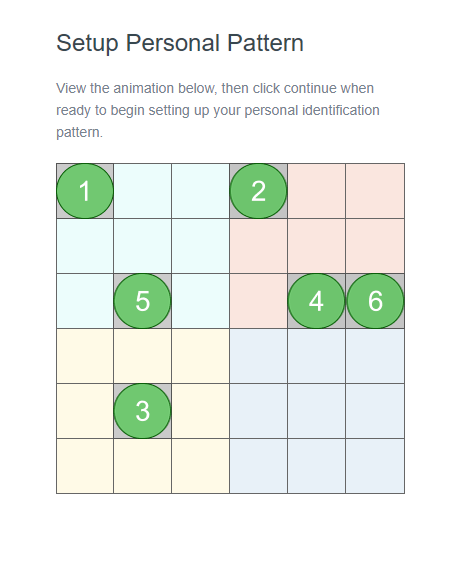 Setup Personal Pattern
View the animation below, then click continue when
ready to begin setting up your personal identification
pattern.
1 2
5 4 6
3